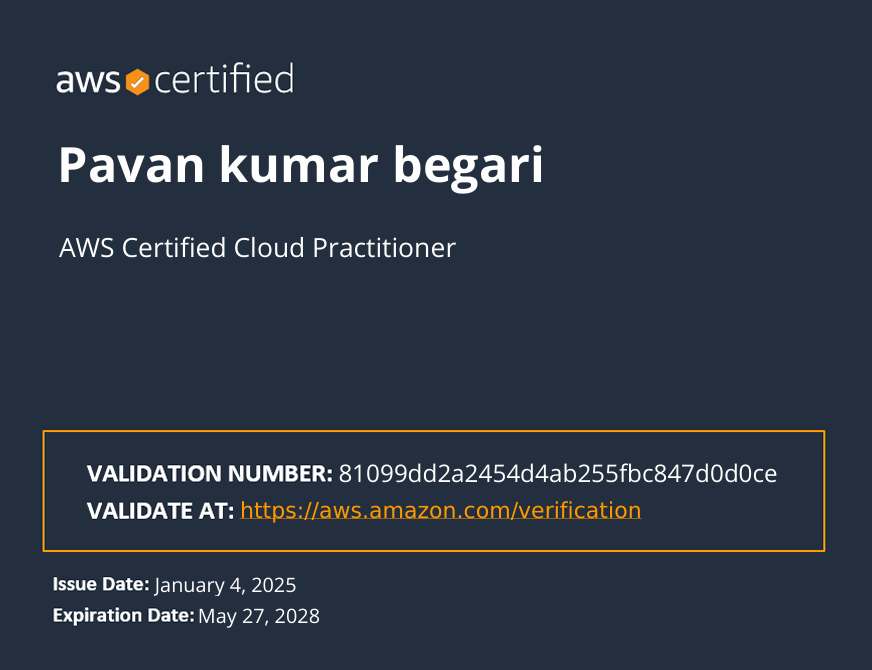 aws certified
Pavan kumar begari
AWS Certified Cloud Practitioner
VALIDATION NUMBER: 81099dd2a2454d4ab255fbc847d0d0ce
VALIDATE AT: https://aws.amazon.com/verification
Issue Date: January 4, 2025
Expiration Date: May 27, 2028